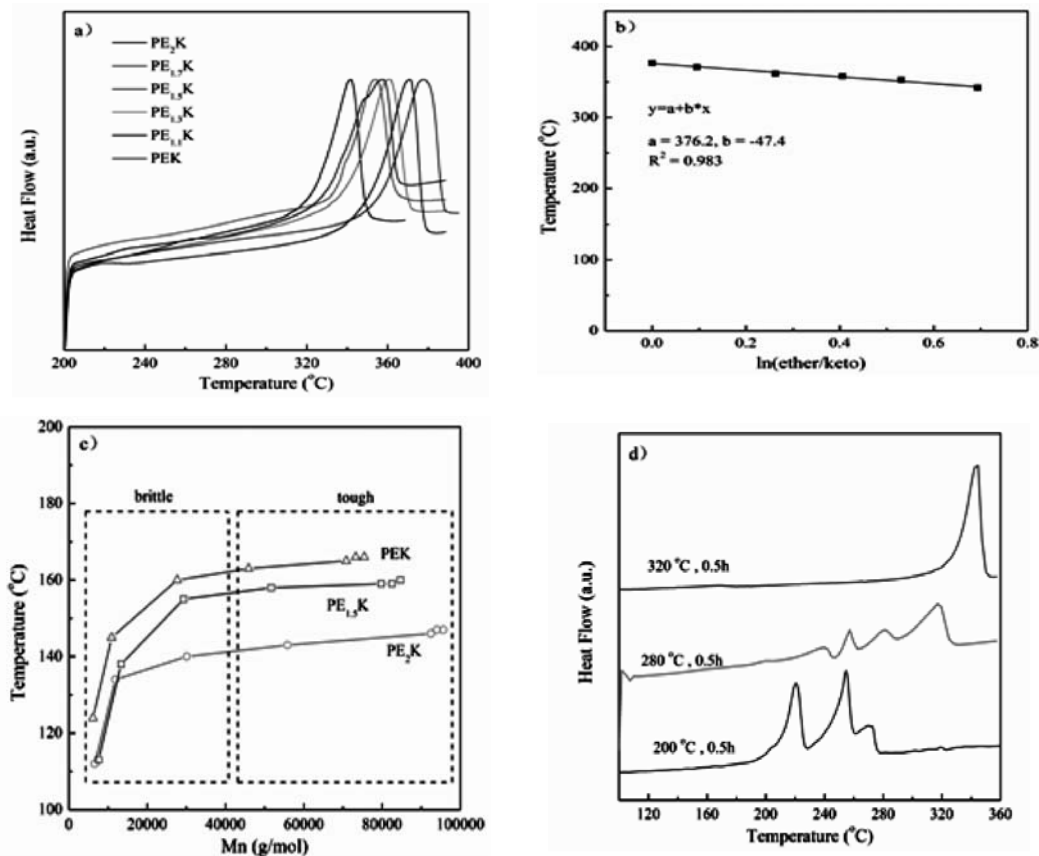 a)
PE₂K
PE₁.₇K
PE₁.₅K
PE₁.₃K
PE₁.₁K
PEK
Heat Flow (a.u.)
200 240 280 320 360 400
Temperature (°C)
b)
400
300
200
100
0
y=a+b*x
a = 376.2, b = -47.4
R² = 0.983
Temperature (°C)
0.0 0.2 0.4 0.6 0.8
ln(ether/keto)
c)
200
180
160
140
120
100
brittle
tough
PEK
PE₁.₅K
PE₂K
Temperature (°C)
0 20000 40000 60000 80000 100000
Mn (g/mol)
d)
320 °C , 0.5h
280 °C , 0.5h
200 °C , 0.5h
Heat Flow (a.u.)
120 160 200 240 280 320 360
Temperature (°C)